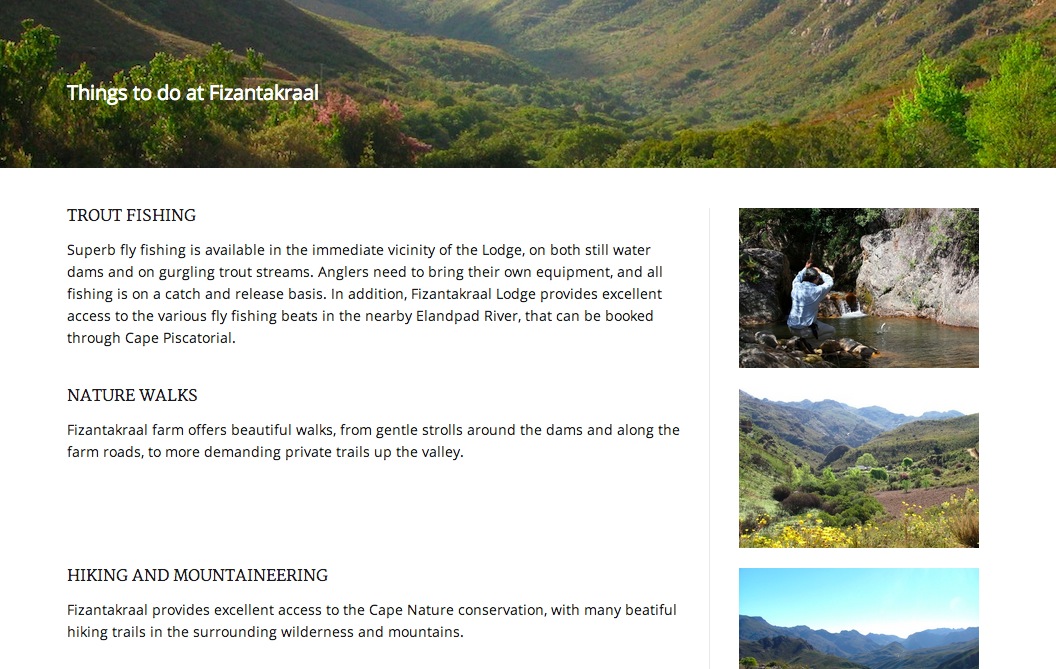 Things to do at Fizantakraal
TROUT FISHING
Superb fly fishing is available in the immediate vicinity of the Lodge, on both still water
dams and on gurgling trout streams. Anglers need to bring their own equipment, and all
fishing is on a catch and release basis. In addition, Fizantakraal Lodge provides excellent
access to the various fly fishing beats in the nearby Elandpad River, that can be booked
through Cape Piscatorial.
NATURE WALKS
Fizantakraal farm offers beautiful walks, from gentle strolls around the dams and along the
farm roads, to more demanding private trails up the valley.
HIKING AND MOUNTAINEERING
Fizantakraal provides excellent access to the Cape Nature conservation, with many beatiful
hiking trails in the surrounding wilderness and mountains.